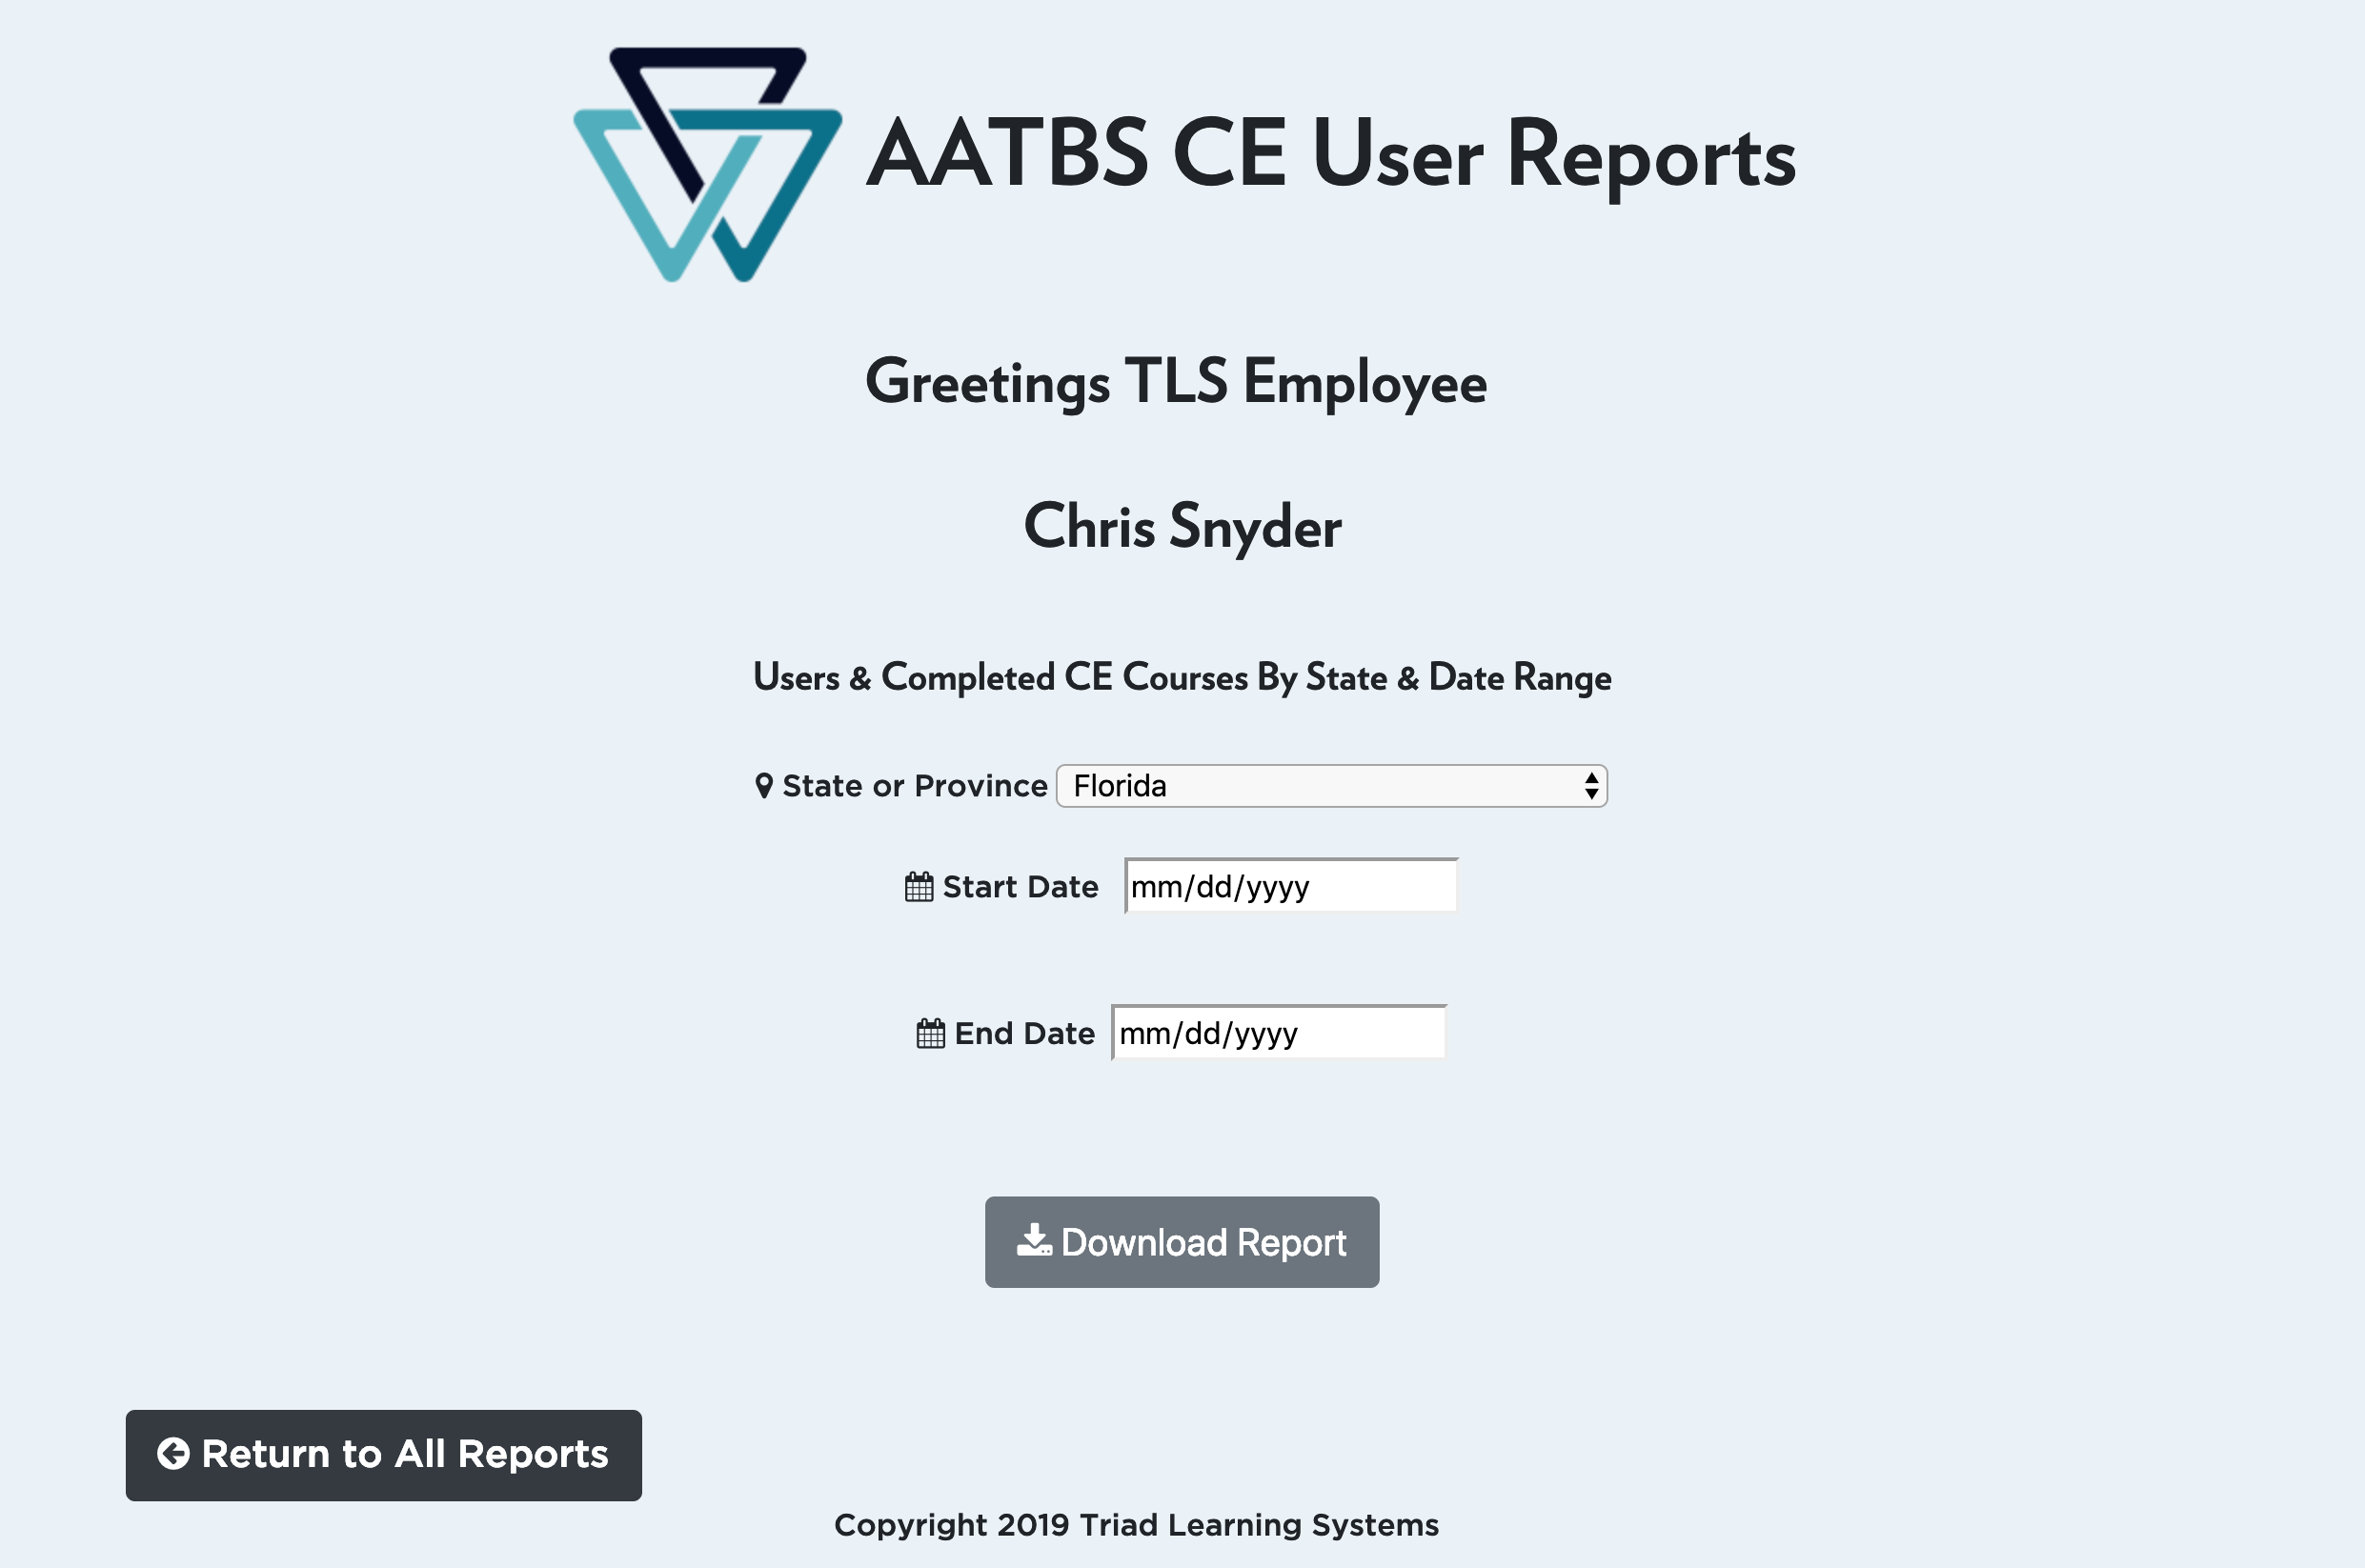 AATBS CE User Reports
Greetings TLS Employee
Chris Snyder
Users & Completed CE Courses By State & Date Range
State or Province Florida
Start Date mm/dd/yyyy
End Date mm/dd/yyyy
Download Report
Return to All Reports
Copyright 2019 Triad Learning Systems